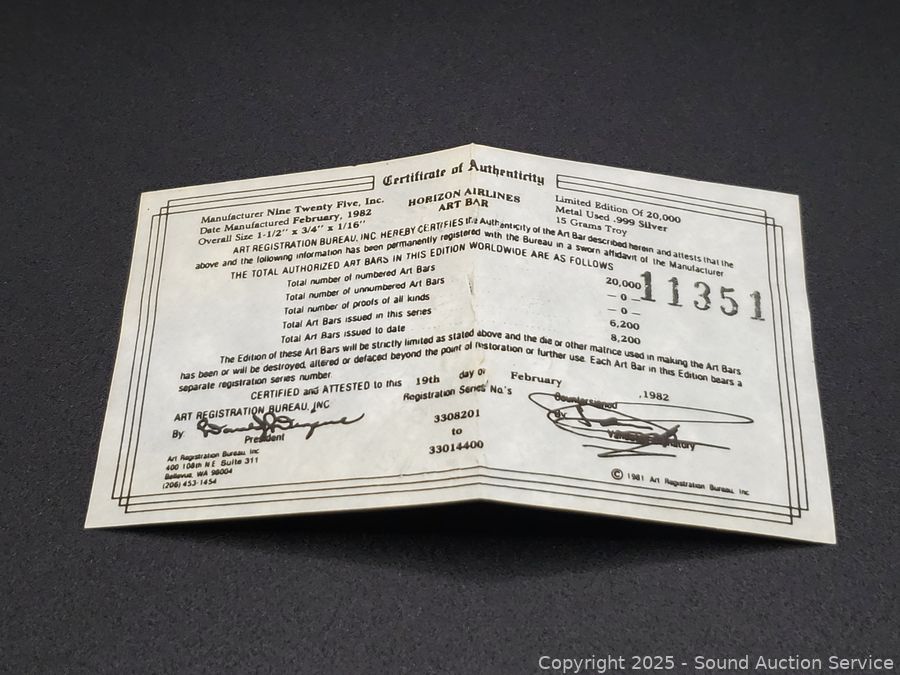 Certificate of Authenticity
Manufacturer Nine Twenty Five, Inc.
Date Manufactured February, 1982
Overall Size 1-1/2" x 3/4" x 1/16"
HORIZON AIRLINES
ART BAR
Limited Edition Of 20,000
Metal Used .999 Silver
15 Grams Troy
ART REGISTRATION BUREAU, INC HEREBY CERTIFIES the Authenticity of the Art Bar described herein and attests that the
above and the following information has been permanently registered with the Bureau in a sworn affidavit of the Manufacturer
THE TOTAL AUTHORIZED ART BARS IN THIS EDITION WORLDWIDE ARE AS FOLLOWS
Total number of numbered Art Bars 20,000
Total number of unnumbered Art Bars – 0 –
Total number of proofs of all kinds – 0 –
Total Art Bars issued in this series 6,200
Total Art Bars issued to date 8,200
11351
The Edition of these Art Bars will be strictly limited as stated above and the die or other matrice used in making the Art Bars
has been or will be destroyed, altered or defaced beyond the point of restoration or further use. Each Art Bar in this Edition bears a
separate registration series number.
CERTIFIED and ATTESTED to this 19th day of February ,1982
ART REGISTRATION BUREAU, INC
Registration Series No.'s
3308201
to
33014400
By
President
Countersigned
By
Art Registration Bureau, Inc
400 108th N E Suite 311
Bellevue, WA 98004
(206) 453-1454
© 1981 Art Registration Bureau, Inc
Copyright © 2025 - Sound Auction Service